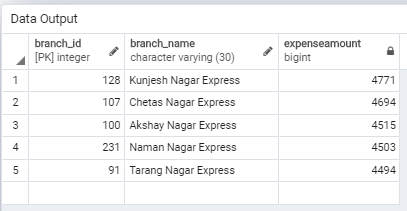 Data Output
branch_id branch_name expenseamount
[PK] integer character varying (30) bigint
1 128 Kunjesh Nagar Express 4771
2 107 Chetas Nagar Express 4694
3 100 Akshay Nagar Express 4515
4 231 Naman Nagar Express 4503
5 91 Tarang Nagar Express 4494